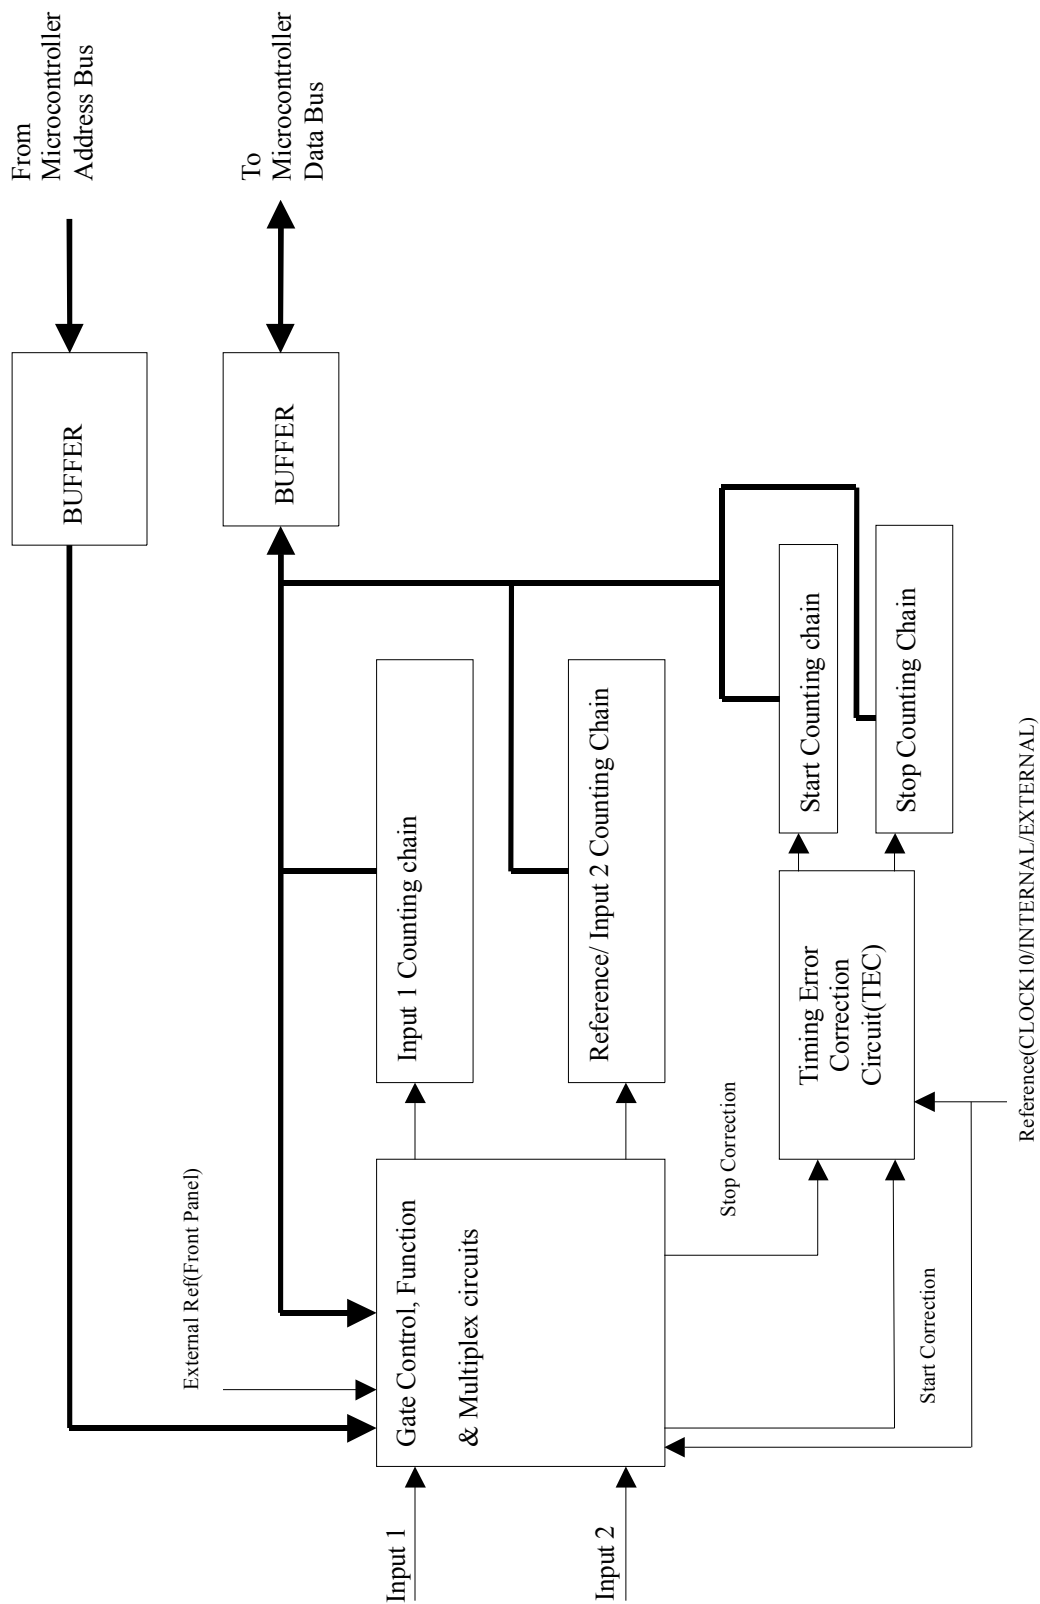 From
Microcontroller
Address Bus
To
Microcontroller
Data Bus
BUFFER
BUFFER
External Ref(Front Panel)
Input 1
Input 2
Gate Control, Function
& Multiplex circuits
Input 1 Counting chain
Reference/ Input 2 Counting Chain
Stop Correction
Start Correction
Timing Error
Correction
Circuit(TEC)
Start Counting chain
Stop Counting Chain
Reference(CLOCK10/INTERNAL/EXTERNAL)